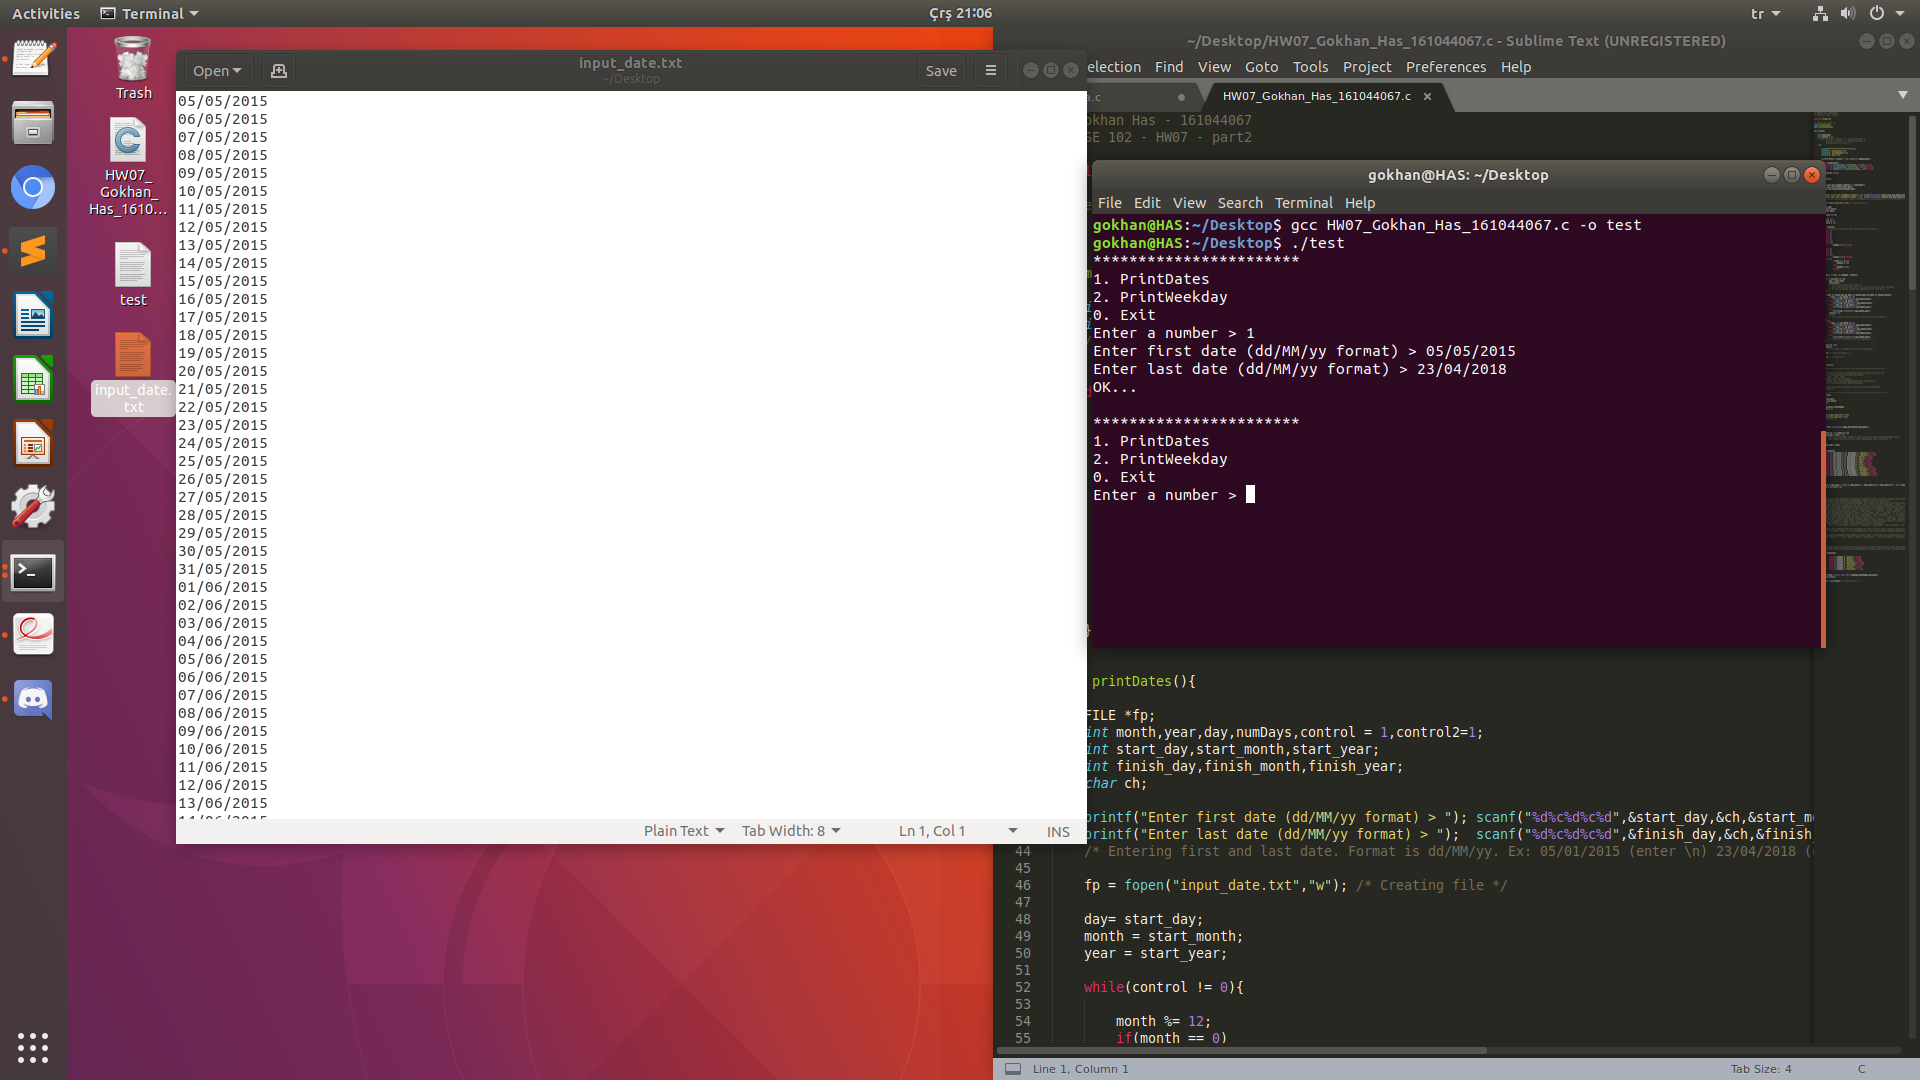 Activities
Terminal
Çrş 21:06
tr
Trash
HW07_
Gokhan_
Has_1610...
test
input_date.
txt
Open
input_date.txt
~/Desktop
Save
05/05/2015
06/05/2015
07/05/2015
08/05/2015
09/05/2015
10/05/2015
11/05/2015
12/05/2015
13/05/2015
14/05/2015
15/05/2015
16/05/2015
17/05/2015
18/05/2015
19/05/2015
20/05/2015
21/05/2015
22/05/2015
23/05/2015
24/05/2015
25/05/2015
26/05/2015
27/05/2015
28/05/2015
29/05/2015
30/05/2015
31/05/2015
01/06/2015
02/06/2015
03/06/2015
04/06/2015
05/06/2015
06/06/2015
07/06/2015
08/06/2015
09/06/2015
10/06/2015
11/06/2015
12/06/2015
13/06/2015
Plain Text Tab Width: 8 Ln 1, Col 1 INS
~/Desktop/HW07_Gokhan_Has_161044067.c - Sublime Text (UNREGISTERED)
election Find View Goto Tools Project Preferences Help
a.c
HW07_Gokhan_Has_161044067.c
okhan Has - 161044067
SE 102 - HW07 - part2
gokhan@HAS: ~/Desktop
File Edit View Search Terminal Help
gokhan@HAS:~/Desktop$ gcc HW07_Gokhan_Has_161044067.c -o test
gokhan@HAS:~/Desktop$ ./test
***********************
1. PrintDates
2. PrintWeekday
0. Exit
Enter a number > 1
Enter first date (dd/MM/yy format) > 05/05/2015
Enter last date (dd/MM/yy format) > 23/04/2018
OK...
***********************
1. PrintDates
2. PrintWeekday
0. Exit
Enter a number >
}
printDates(){
FILE *fp;
int month,year,day,numDays,control = 1,control2=1;
int start_day,start_month,start_year;
int finish_day,finish_month,finish_year;
char ch;
printf("Enter first date (dd/MM/yy format) > "); scanf("%d%c%d%c%d",&start_day,&ch,&start_m
printf("Enter last date (dd/MM/yy format) > "); scanf("%d%c%d%c%d",&finish_day,&ch,&finish_
44 /* Entering first and last date. Format is dd/MM/yy. Ex: 05/01/2015 (enter \n) 23/04/2018 (
45
46 fp = fopen("input_date.txt","w"); /* Creating file */
47
48 day= start_day;
49 month = start_month;
50 year = start_year;
51
52 while(control != 0){
53
54 month %= 12;
55 if(month == 0)
Line 1, Column 1
Tab Size: 4
C